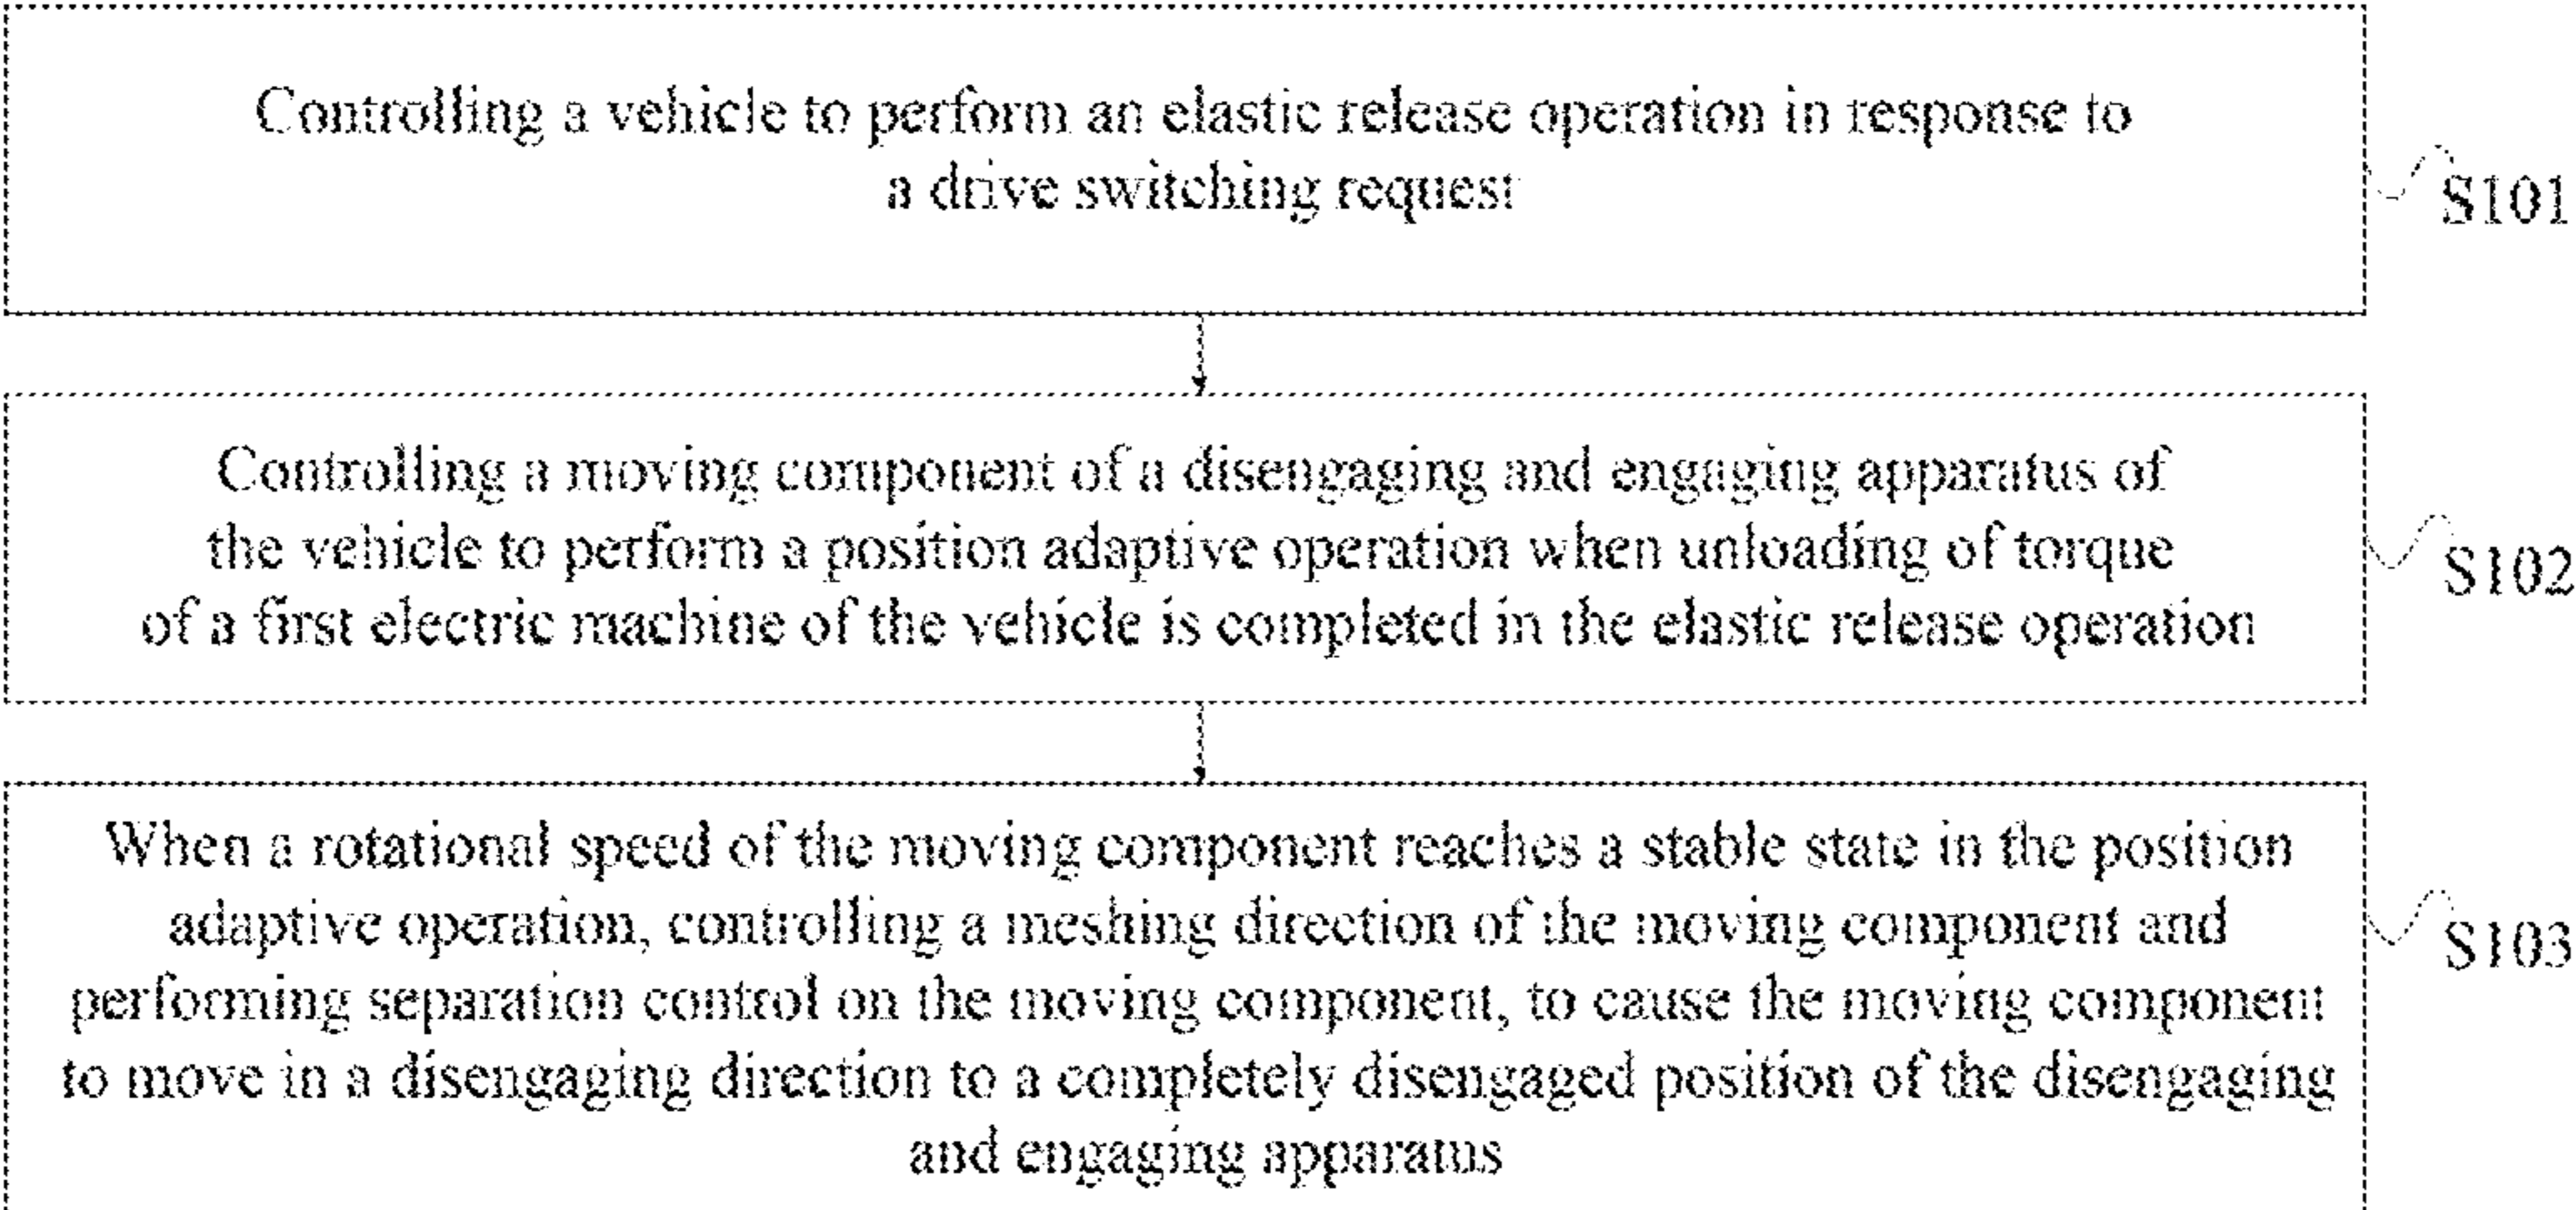 Controlling a vehicle to perform an elastic release operation in response to
a drive switching request
S101
Controlling a moving component of a disengaging and engaging apparatus of
the vehicle to perform a position adaptive operation when unloading of torque
of a first electric machine of the vehicle is completed in the elastic release operation
S102
When a rotational speed of the moving component reaches a stable state in the position
adaptive operation, controlling a meshing direction of the moving component and
performing separation control on the moving component, to cause the moving component
to move in a disengaging direction to a completely disengaged position of the disengaging
and engaging apparatus
S103